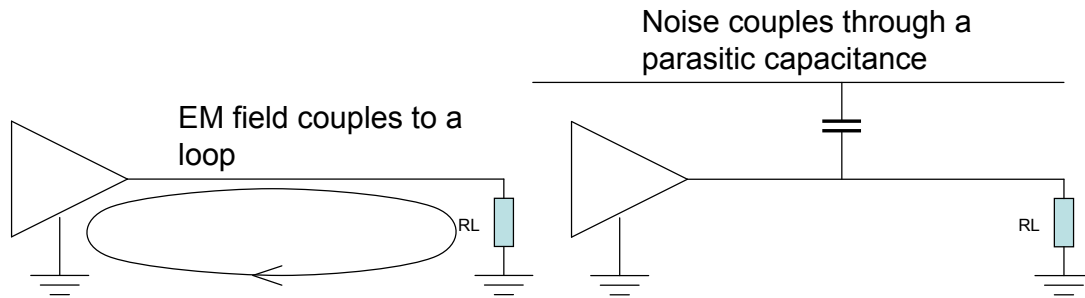 Noise couples through a
parasitic capacitance
EM field couples to a
loop
RL
RL